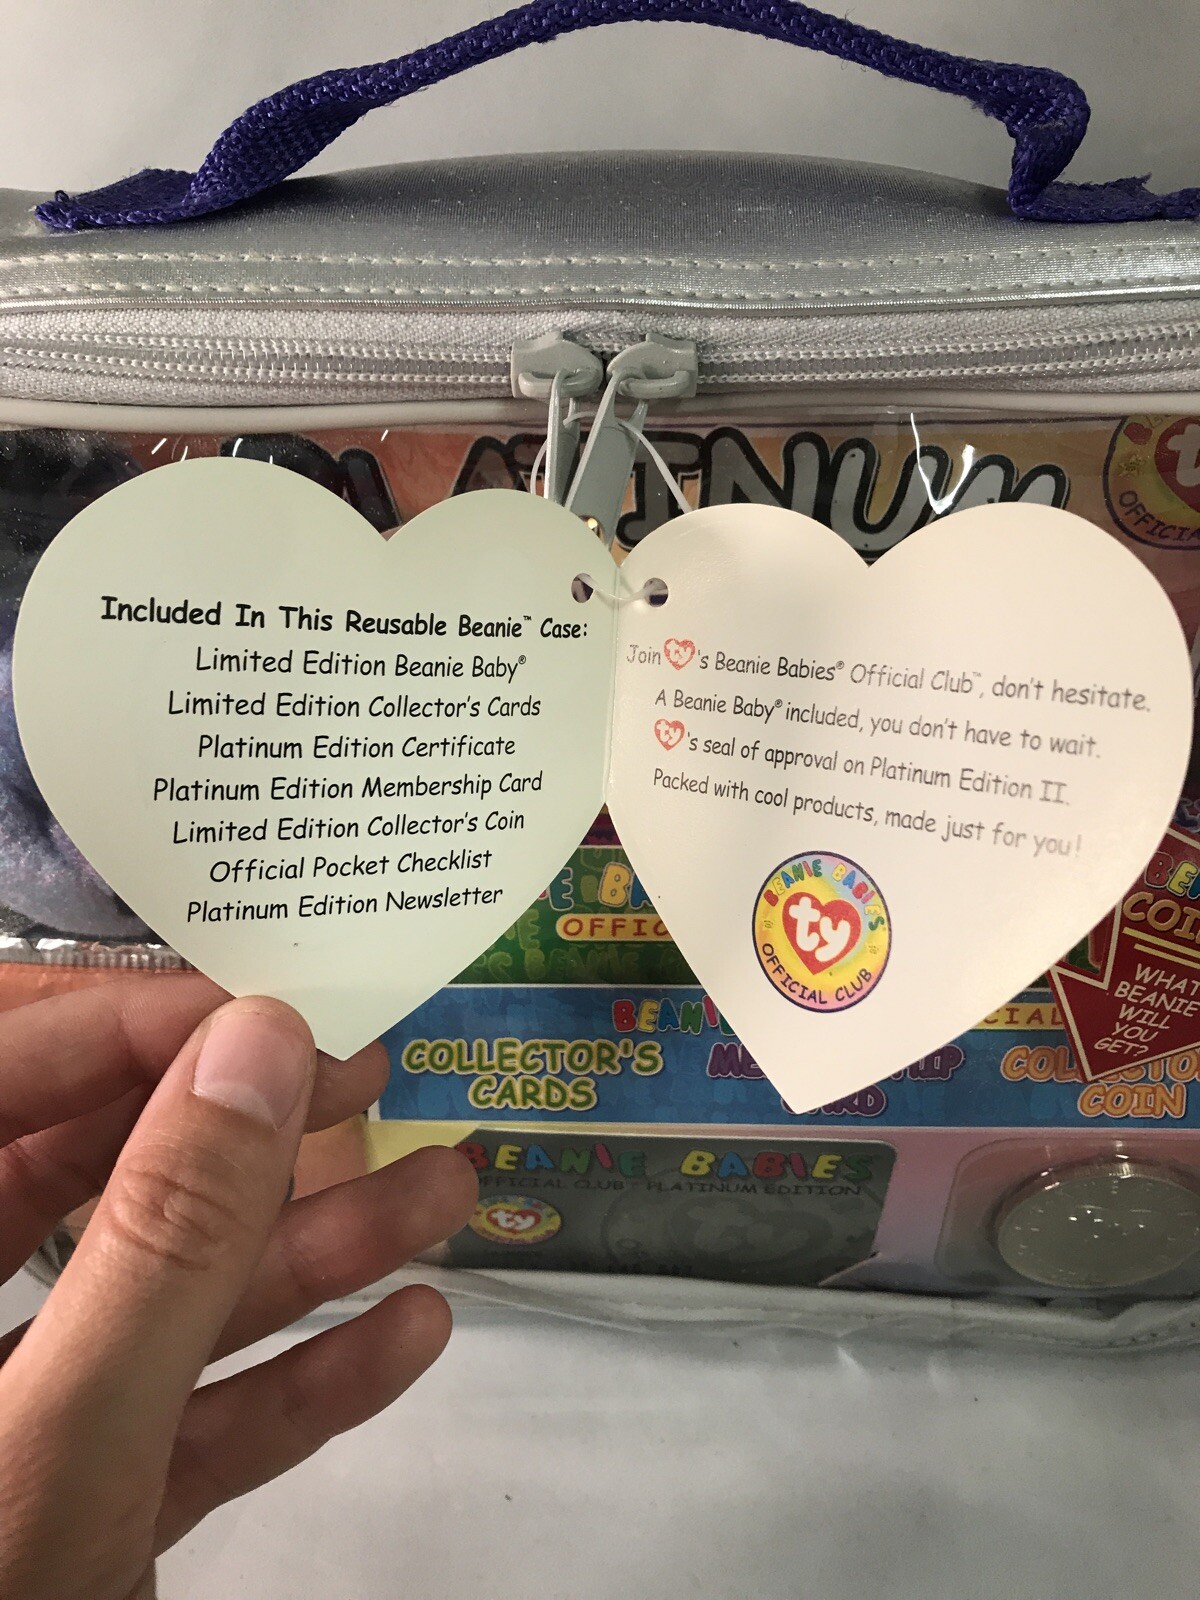 PLATINUM
Included In This Reusable Beanie™ Case:
Limited Edition Beanie Baby®
Limited Edition Collector's Cards
Platinum Edition Certificate
Platinum Edition Membership Card
Limited Edition Collector's Coin
Official Pocket Checklist
Platinum Edition Newsletter
Join ty's Beanie Babies® Official Club™, don't hesitate.
A Beanie Baby® included, you don't have to wait.
ty's seal of approval on Platinum Edition II.
Packed with cool products, made just for you!
BEANIE BABIES
ty
OFFICIAL CLUB
COLLECTOR'S
CARDS
COIN
WHAT
BEANIE
WILL
YOU
GET?
BEANIE BABIES
OFFICIAL CLUB™ PLATINUM EDITION
ty